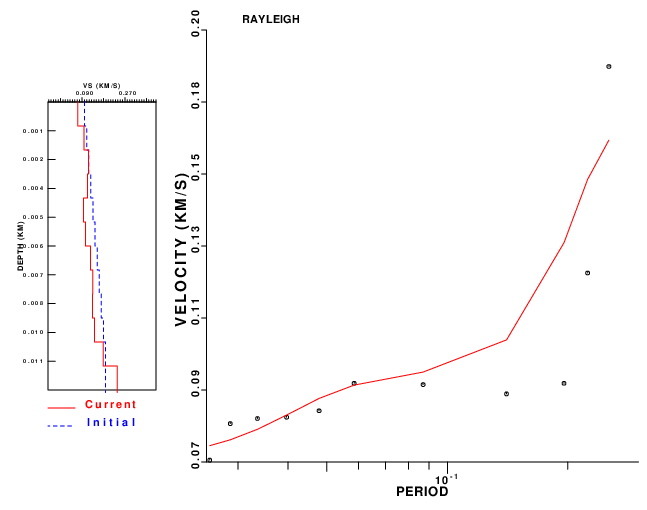 RAYLEIGH
VS (KM/S)
0.090 0.270
DEPTH (KM)
0.001
0.002
0.004
0.005
0.006
0.007
0.008
0.010
0.011
Current
Initial
VELOCITY (KM/S)
0.20
0.18
0.15
0.13
0.11
0.09
0.07
10-1
PERIOD